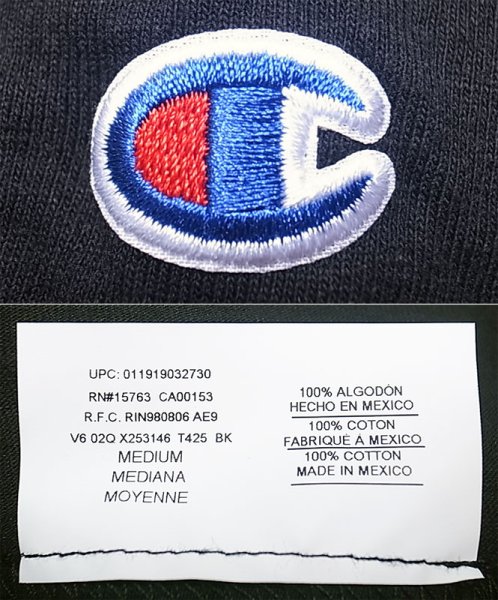 UPC: 011919032730
RN#15763 CA00153
R.F.C. RIN980806 AE9
V6 02Q X253146 T425 BK
MEDIUM
MEDIANA
MOYENNE
100% ALGODÓN
HECHO EN MEXICO
100% COTON
FABRIQUÉ À MEXICO
100% COTTON
MADE IN MEXICO